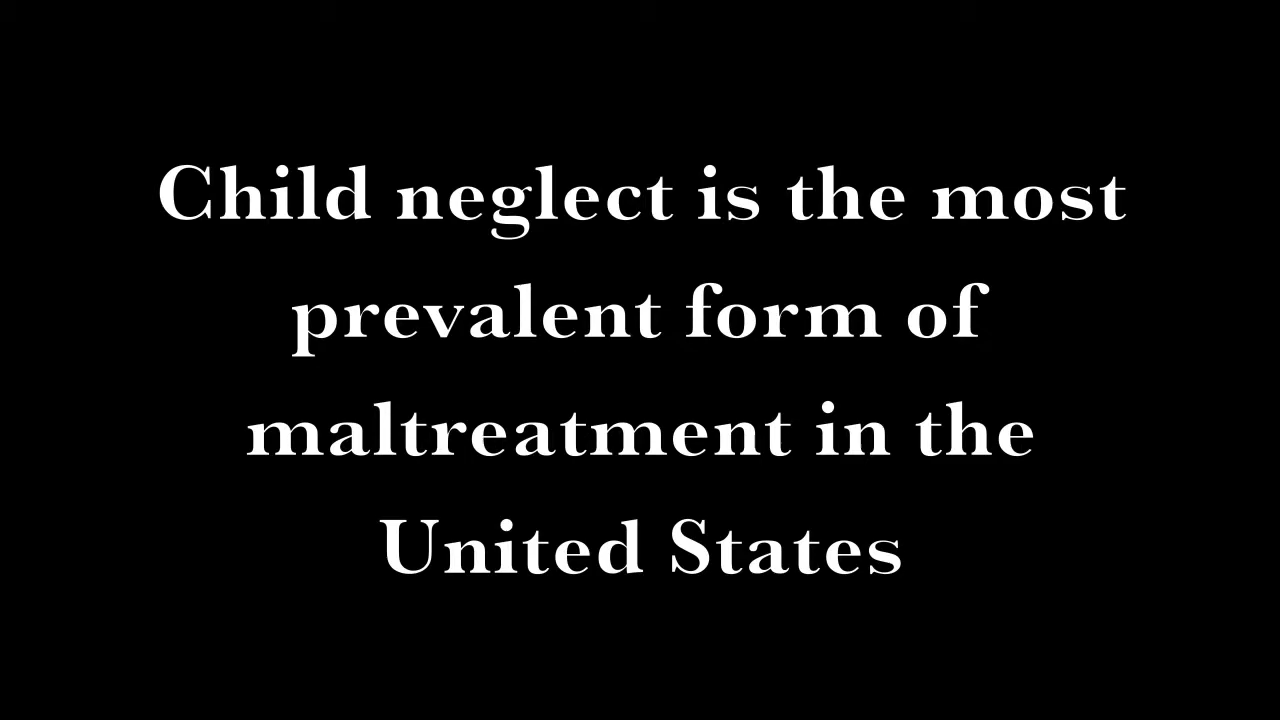 Child neglect is the most
prevalent form of
maltreatment in the
United States